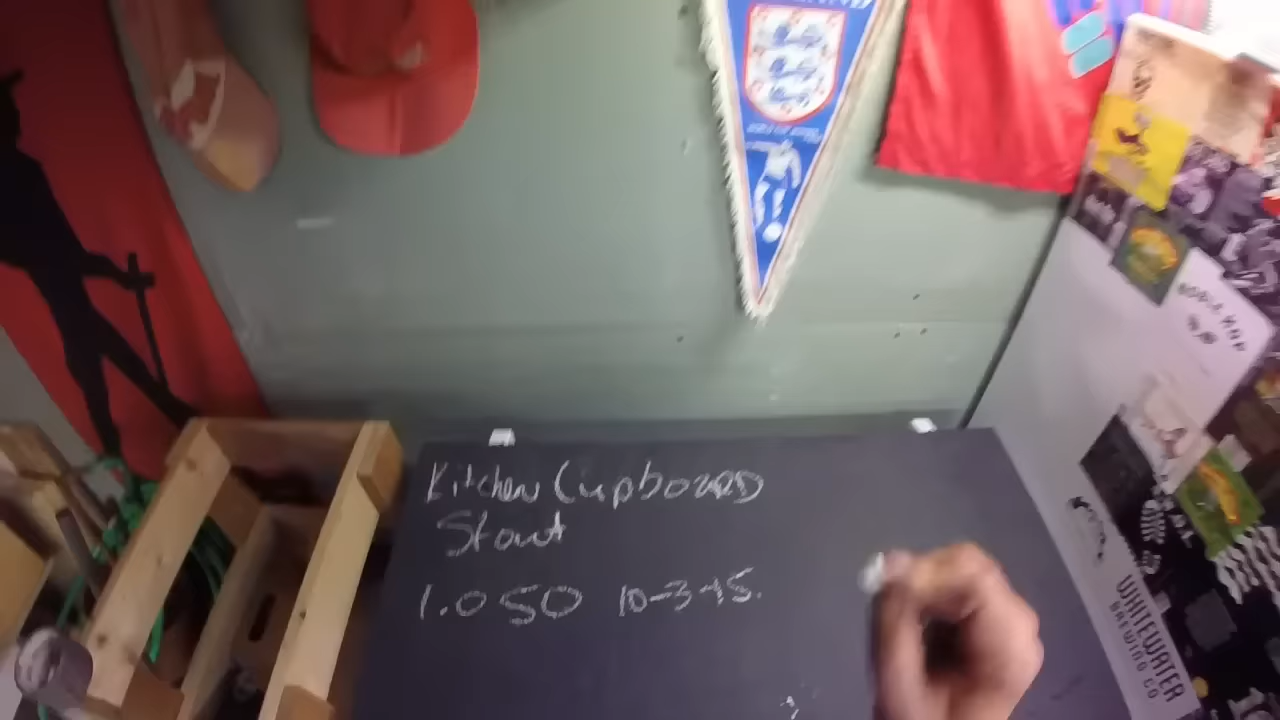 Kitchen CupboaRD
Stout
1.050 10-3-15.
WHITEWATER
BREWING CO